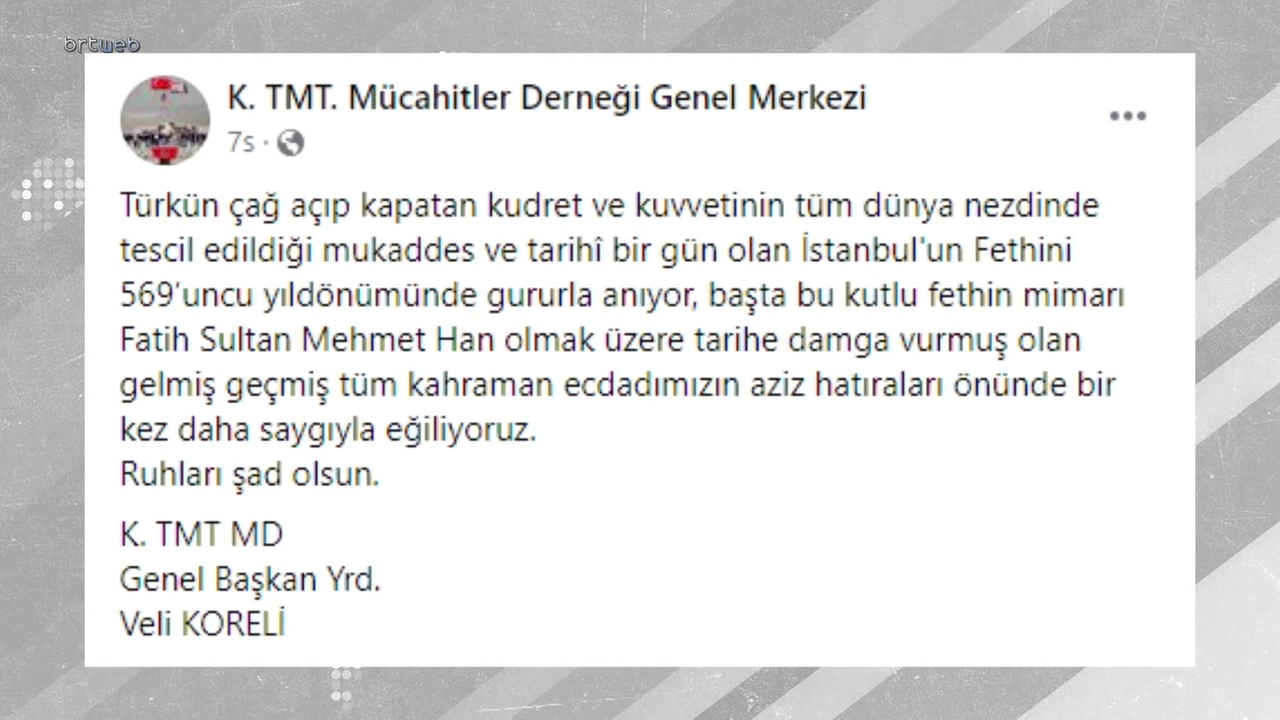 brtweb
K. TMT. Mücahitler Derneği Genel Merkezi
7s ·
Türkün çağ açıp kapatan kudret ve kuvvetinin tüm dünya nezdinde
tescil edildiği mukaddes ve tarihî bir gün olan İstanbul'un Fethini
569'uncu yıldönümünde gururla anıyor, başta bu kutlu fethin mimarı
Fatih Sultan Mehmet Han olmak üzere tarihe damga vurmuş olan
gelmiş geçmiş tüm kahraman ecdadımızın aziz hatıraları önünde bir
kez daha saygıyla eğiliyoruz.
Ruhları şad olsun.
K. TMT MD
Genel Başkan Yrd.
Veli KORELİ